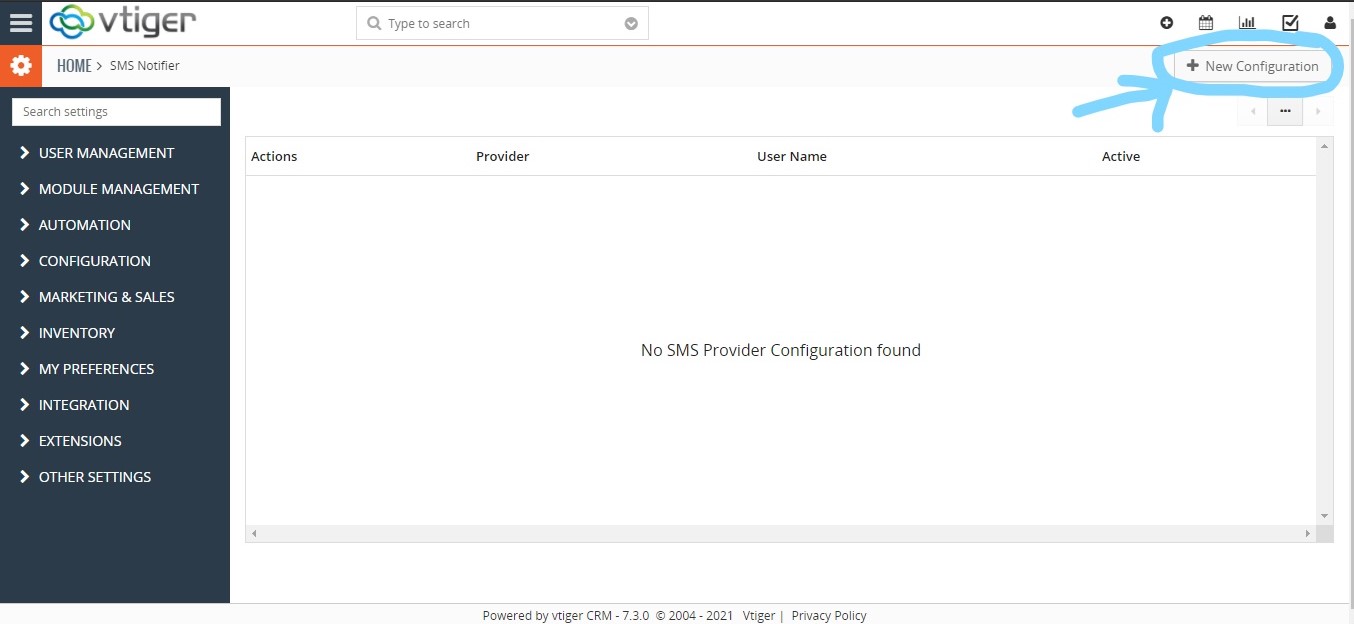 vtiger
Type to search
HOME > SMS Notifier
+ New Configuration
Search settings
...
Actions Provider User Name Active
USER MANAGEMENT
MODULE MANAGEMENT
AUTOMATION
CONFIGURATION
MARKETING & SALES
INVENTORY
No SMS Provider Configuration found
MY PREFERENCES
INTEGRATION
EXTENSIONS
OTHER SETTINGS
Powered by vtiger CRM - 7.3.0 © 2004 - 2021 Vtiger | Privacy Policy